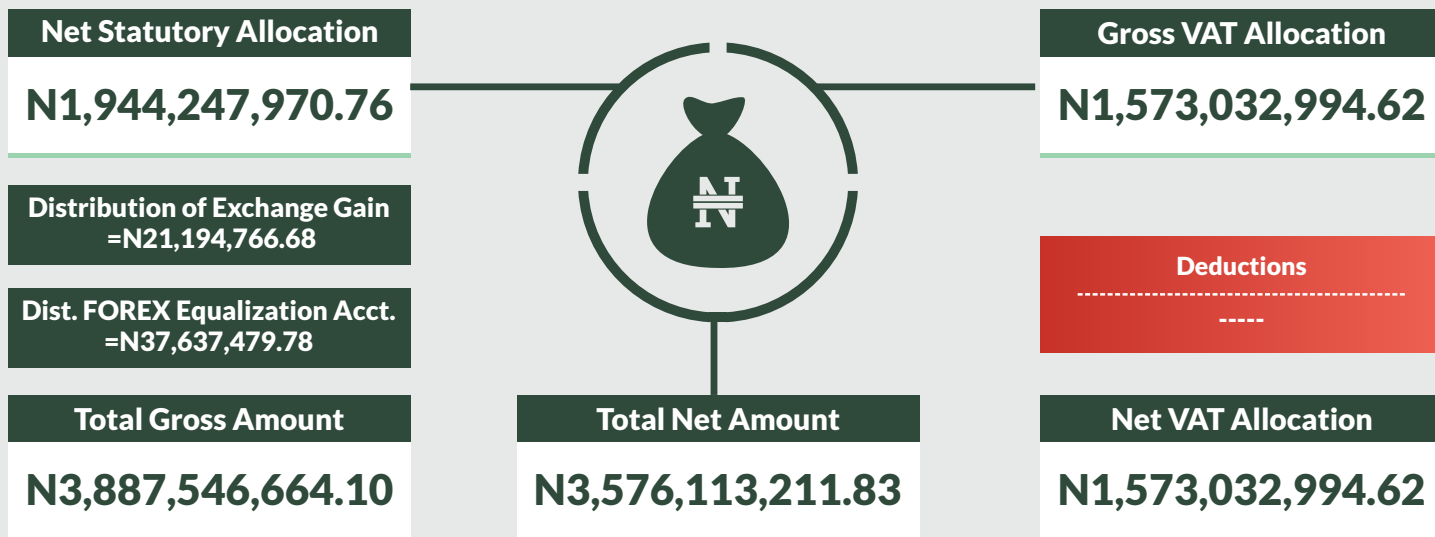 Net Statutory Allocation
N1,944,247,970.76
Distribution of Exchange Gain
=N21,194,766.68
Dist. FOREX Equalization Acct.
=N37,637,479.78
Total Gross Amount
N3,887,546,664.10
₦
Total Net Amount
N3,576,113,211.83
Gross VAT Allocation
N1,573,032,994.62
Deductions
-----
Net VAT Allocation
N1,573,032,994.62